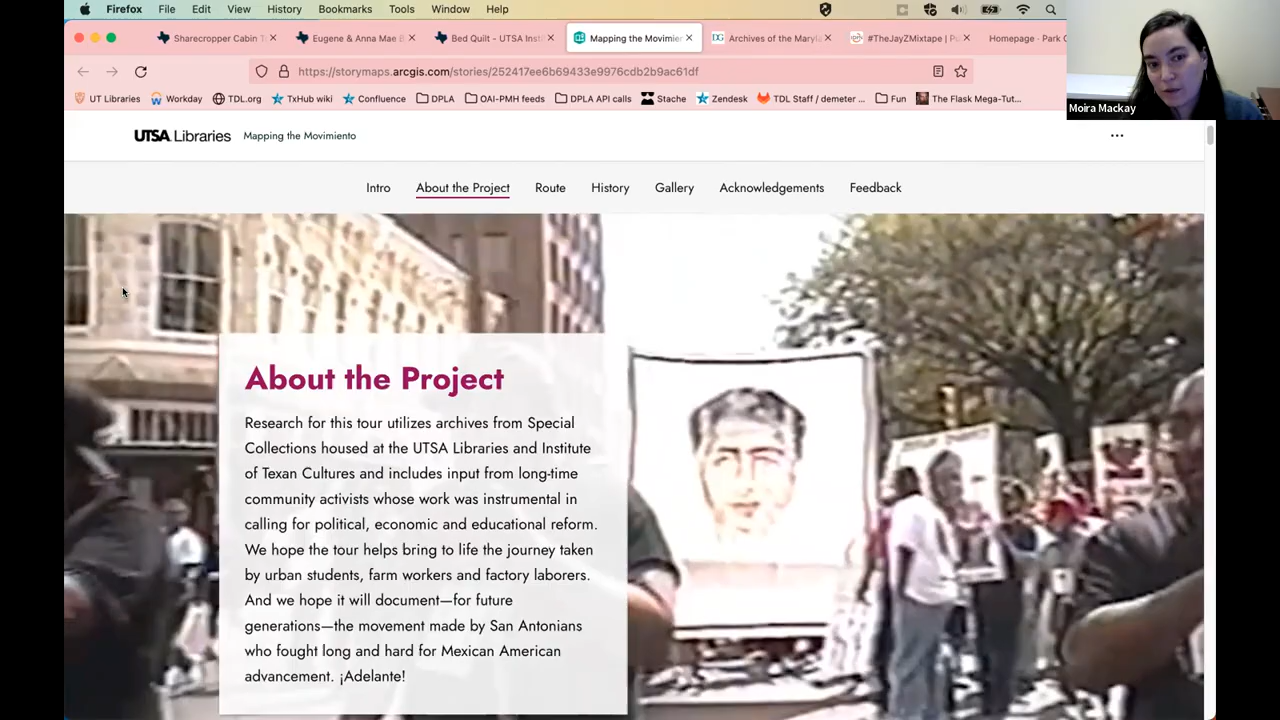 Firefox File Edit View History Bookmarks Tools Window Help
Sharecropper Cabin Eugene & Anna Mae Bed Quilt - UTSA Inst Mapping the Movimie Archives of the Maryl #TheJayZMixtape | P Homepage · Park
https://storymaps.arcgis.com/stories/252417ee6b69433e9976cdb2b9ac61df
UT Libraries Workday TDL.org TxHub wiki Confluence DPLA OAI-PMH feeds DPLA API calls Stache Zendesk TDL Staff / demeter ... Fun The Flask Mega-Tut...
Moira Mackay
UTSA Libraries Mapping the Movimiento
Intro About the Project Route History Gallery Acknowledgements Feedback
About the Project
Research for this tour utilizes archives from Special
Collections housed at the UTSA Libraries and Institute
of Texan Cultures and includes input from long-time
community activists whose work was instrumental in
calling for political, economic and educational reform.
We hope the tour helps bring to life the journey taken
by urban students, farm workers and factory laborers.
And we hope it will document—for future
generations—the movement made by San Antonians
who fought long and hard for Mexican American
advancement. ¡Adelante!